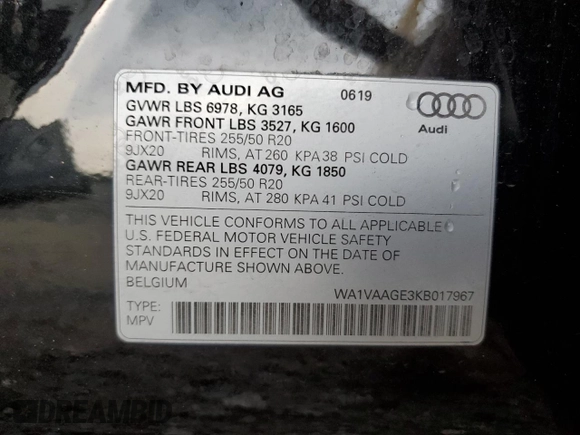 MFD. BY AUDI AG 0619
GVWR LBS 6978, KG 3165
GAWR FRONT LBS 3527, KG 1600
FRONT-TIRES 255/50 R20
9JX20 RIMS, AT 260 KPA 38 PSI COLD
GAWR REAR LBS 4079, KG 1850
REAR-TIRES 255/50 R20
9JX20 RIMS, AT 280 KPA 41 PSI COLD
Audi
THIS VEHICLE CONFORMS TO ALL APPLICABLE
U.S. FEDERAL MOTOR VEHICLE SAFETY
STANDARDS IN EFFECT ON THE DATE OF
MANUFACTURE SHOWN ABOVE.
BELGIUM WA1VAAGE3KB017967
TYPE:
MPV
DREAMBID